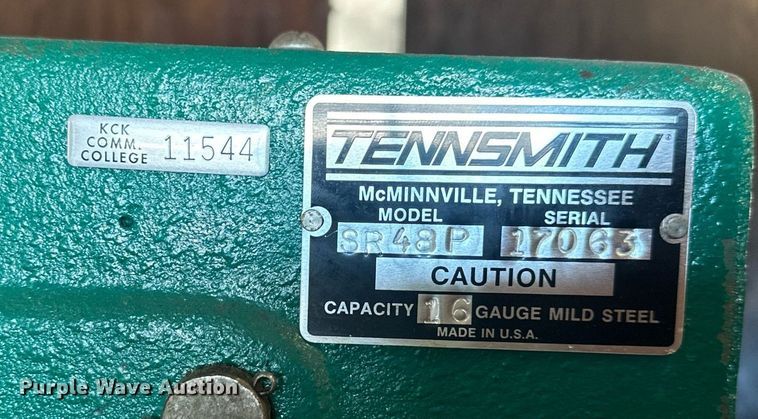 KCK
COMM.
COLLEGE 11544
TENNSMITH®
McMINNVILLE, TENNESSEE
MODEL SERIAL
SR48P 17063
CAUTION
CAPACITY 16 GAUGE MILD STEEL
MADE IN U.S.A.
Purple Wave Auction